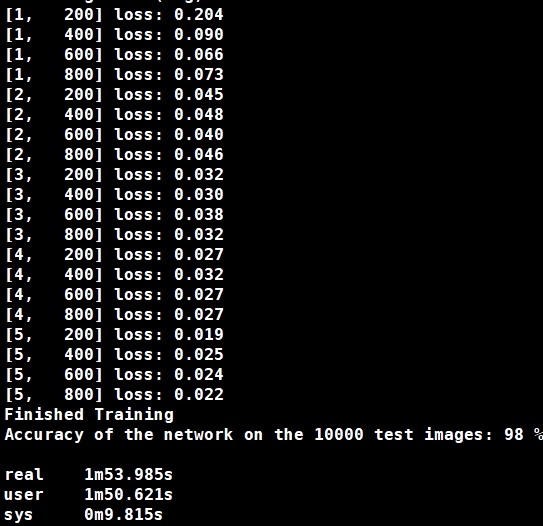 [1,   200] loss: 0.204
[1,   400] loss: 0.090
[1,   600] loss: 0.066
[1,   800] loss: 0.073
[2,   200] loss: 0.045
[2,   400] loss: 0.048
[2,   600] loss: 0.040
[2,   800] loss: 0.046
[3,   200] loss: 0.032
[3,   400] loss: 0.030
[3,   600] loss: 0.038
[3,   800] loss: 0.032
[4,   200] loss: 0.027
[4,   400] loss: 0.032
[4,   600] loss: 0.027
[4,   800] loss: 0.027
[5,   200] loss: 0.019
[5,   400] loss: 0.025
[5,   600] loss: 0.024
[5,   800] loss: 0.022
Finished Training
Accuracy of the network on the 10000 test images: 98 %
real    1m53.985s
user    1m50.621s
sys     0m9.815s